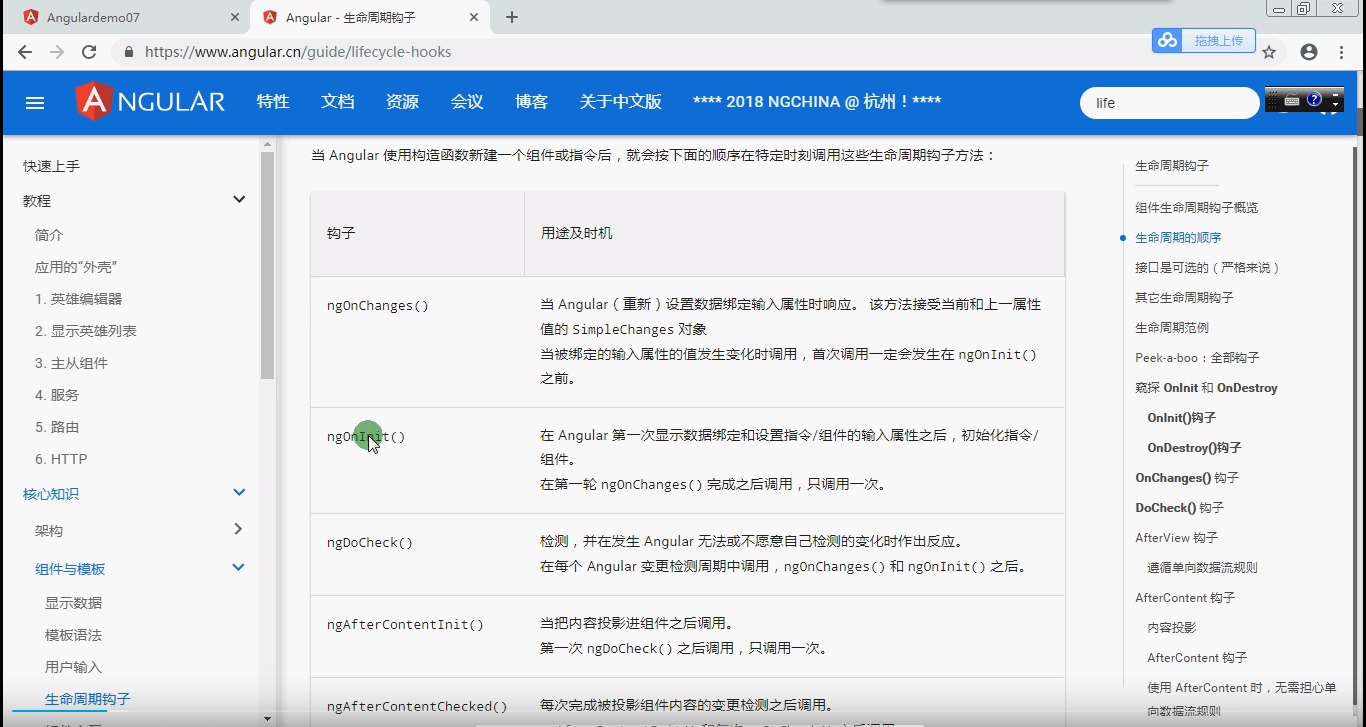 Angulardemo07
Angular - 生命周期钩子
https://www.angular.cn/guide/lifecycle-hooks
拖拽上传
ANGULAR
特性
文档
资源
会议
博客
关于中文版
**** 2018 NGCHINA @ 杭州！****
life
快速上手
教程
简介
应用的“外壳”
1. 英雄编辑器
2. 显示英雄列表
3. 主从组件
4. 服务
5. 路由
6. HTTP
核心知识
架构
组件与模板
显示数据
模板语法
用户输入
生命周期钩子
当 Angular 使用构造函数新建一个组件或指令后，就会按下面的顺序在特定时刻调用这些生命周期钩子方法：
钩子
用途及时机
ngOnChanges()
当 Angular（重新）设置数据绑定输入属性时响应。 该方法接受当前和上一属性
值的 SimpleChanges 对象
当被绑定的输入属性的值发生变化时调用，首次调用一定会发生在 ngOnInit()
之前。
ngOnInit()
在 Angular 第一次显示数据绑定和设置指令/组件的输入属性之后，初始化指令/
组件。
在第一轮 ngOnChanges() 完成之后调用，只调用一次。
ngDoCheck()
检测，并在发生 Angular 无法或不愿意自己检测的变化时作出反应。
在每个 Angular 变更检测周期中调用，ngOnChanges() 和 ngOnInit() 之后。
ngAfterContentInit()
当把内容投影进组件之后调用。
第一次 ngDoCheck() 之后调用，只调用一次。
ngAfterContentChecked()
每次完成被投影组件内容的变更检测之后调用。
生命周期钩子
组件生命周期钩子概览
生命周期的顺序
接口是可选的（严格来说）
其它生命周期钩子
生命周期范例
Peek-a-boo：全部钩子
窥探 OnInit 和 OnDestroy
OnInit()钩子
OnDestroy()钩子
OnChanges() 钩子
DoCheck() 钩子
AfterView 钩子
遵循单向数据流规则
AfterContent 钩子
内容投影
AfterContent 钩子
使用 AfterContent 时，无需担心单
向数据流规则